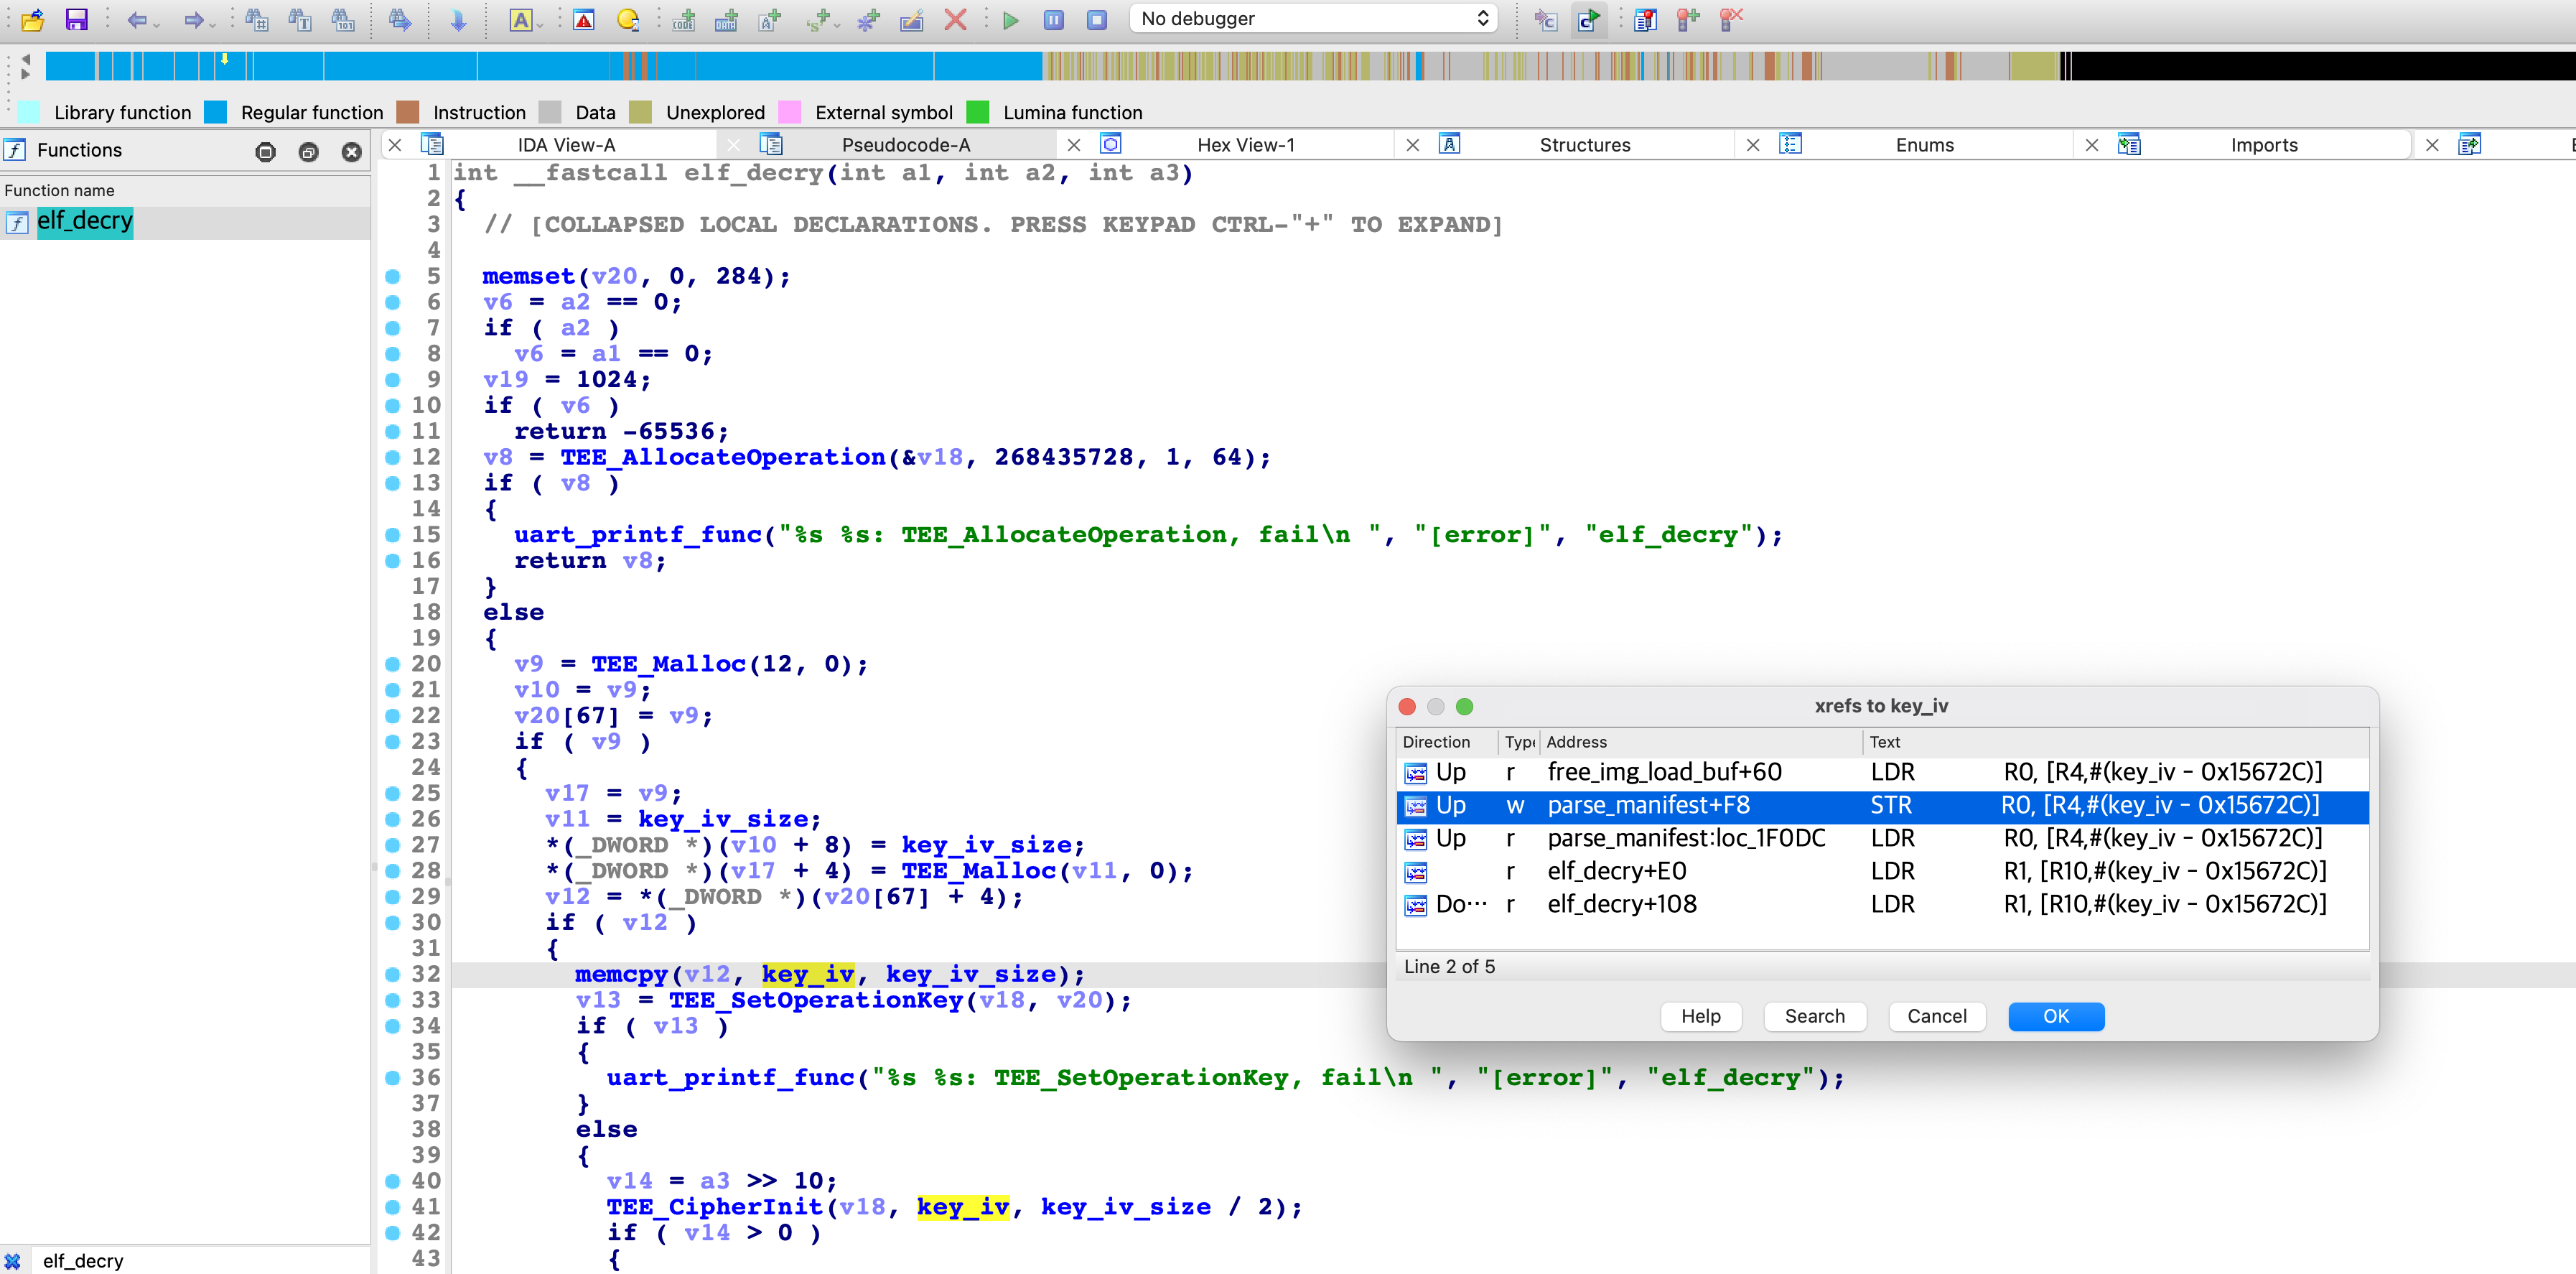 No debugger
Library function Regular function Instruction Data Unexplored External symbol Lumina function
Functions
Function name
elf_decry
elf_decry
IDA View-A Pseudocode-A Hex View-1 Structures Enums Imports
1 int __fastcall elf_decry(int a1, int a2, int a3)
2 {
3 // [COLLAPSED LOCAL DECLARATIONS. PRESS KEYPAD CTRL-"+" TO EXPAND]
4
5 memset(v20, 0, 284);
6 v6 = a2 == 0;
7 if ( a2 )
8 v6 = a1 == 0;
9 v19 = 1024;
10 if ( v6 )
11 return -65536;
12 v8 = TEE_AllocateOperation(&v18, 268435728, 1, 64);
13 if ( v8 )
14 {
15 uart_printf_func("%s %s: TEE_AllocateOperation, fail\n ", "[error]", "elf_decry");
16 return v8;
17 }
18 else
19 {
20 v9 = TEE_Malloc(12, 0);
21 v10 = v9;
22 v20[67] = v9;
23 if ( v9 )
24 {
25 v17 = v9;
26 v11 = key_iv_size;
27 *(_DWORD *)(v10 + 8) = key_iv_size;
28 *(_DWORD *)(v17 + 4) = TEE_Malloc(v11, 0);
29 v12 = *(_DWORD *)(v20[67] + 4);
30 if ( v12 )
31 {
32 memcpy(v12, key_iv, key_iv_size);
33 v13 = TEE_SetOperationKey(v18, v20);
34 if ( v13 )
35 {
36 uart_printf_func("%s %s: TEE_SetOperationKey, fail\n ", "[error]", "elf_decry");
37 }
38 else
39 {
40 v14 = a3 >> 10;
41 TEE_CipherInit(v18, key_iv, key_iv_size / 2);
42 if ( v14 > 0 )
43 {
xrefs to key_iv
Direction Type Address Text
Up r free_img_load_buf+60 LDR R0, [R4,#(key_iv - 0x15672C)]
Up w parse_manifest+F8 STR R0, [R4,#(key_iv - 0x15672C)]
Up r parse_manifest:loc_1F0DC LDR R0, [R4,#(key_iv - 0x15672C)]
r elf_decry+E0 LDR R1, [R10,#(key_iv - 0x15672C)]
Do… r elf_decry+108 LDR R1, [R10,#(key_iv - 0x15672C)]
Line 2 of 5
Help Search Cancel OK